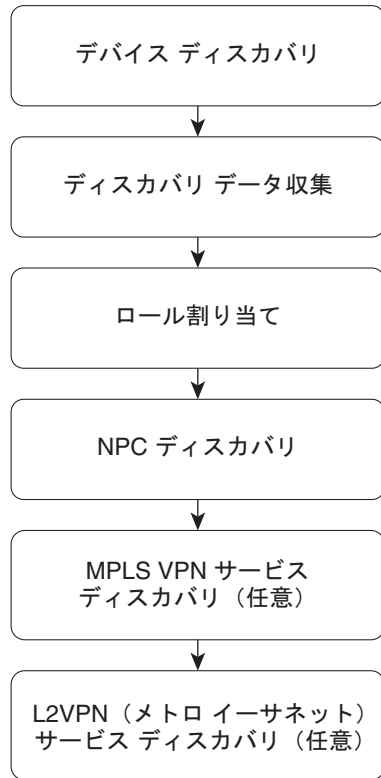 デバイス ディスカバリ
ディスカバリ データ収集
ロール割り当て
NPC ディスカバリ
MPLS VPN サービス
ディスカバリ（任意）
L2VPN（メトロ イーサネット）
サービス ディスカバリ（任意）